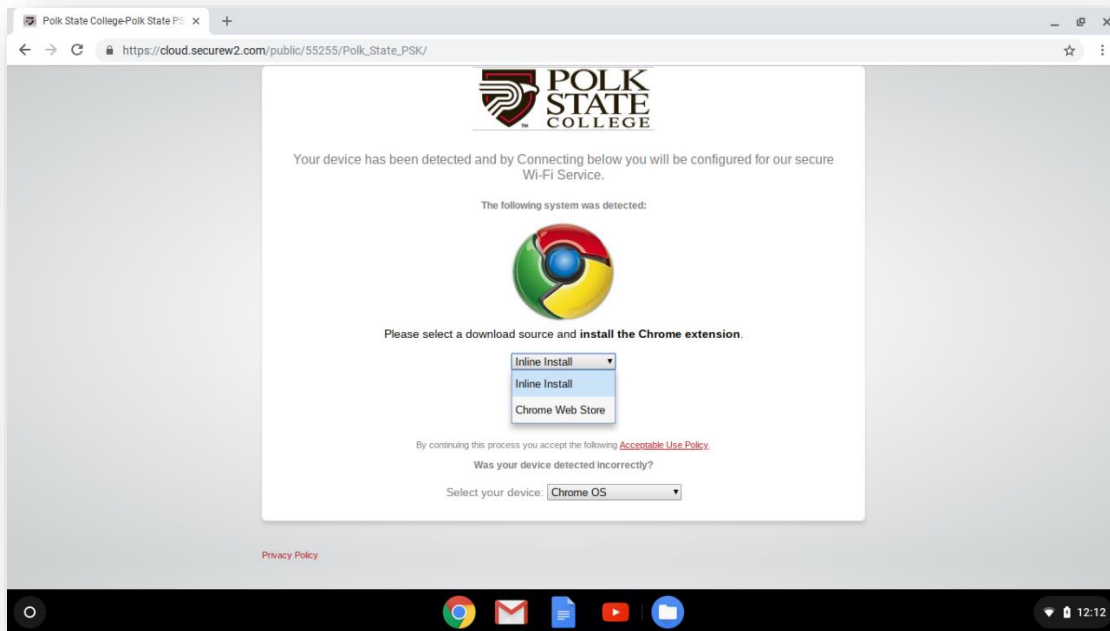 Polk State College-Polk State PS
https://cloud.securew2.com/public/55255/Polk_State_PSK/
POLK
STATE
COLLEGE
TM
Your device has been detected and by Connecting below you will be configured for our secure
Wi-Fi Service.
The following system was detected:
Please select a download source and install the Chrome extension.
Inline Install
Inline Install
Chrome Web Store
By continuing this process you accept the following Acceptable Use Policy.
Was your device detected incorrectly?
Select your device: Chrome OS
Privacy Policy
12:12